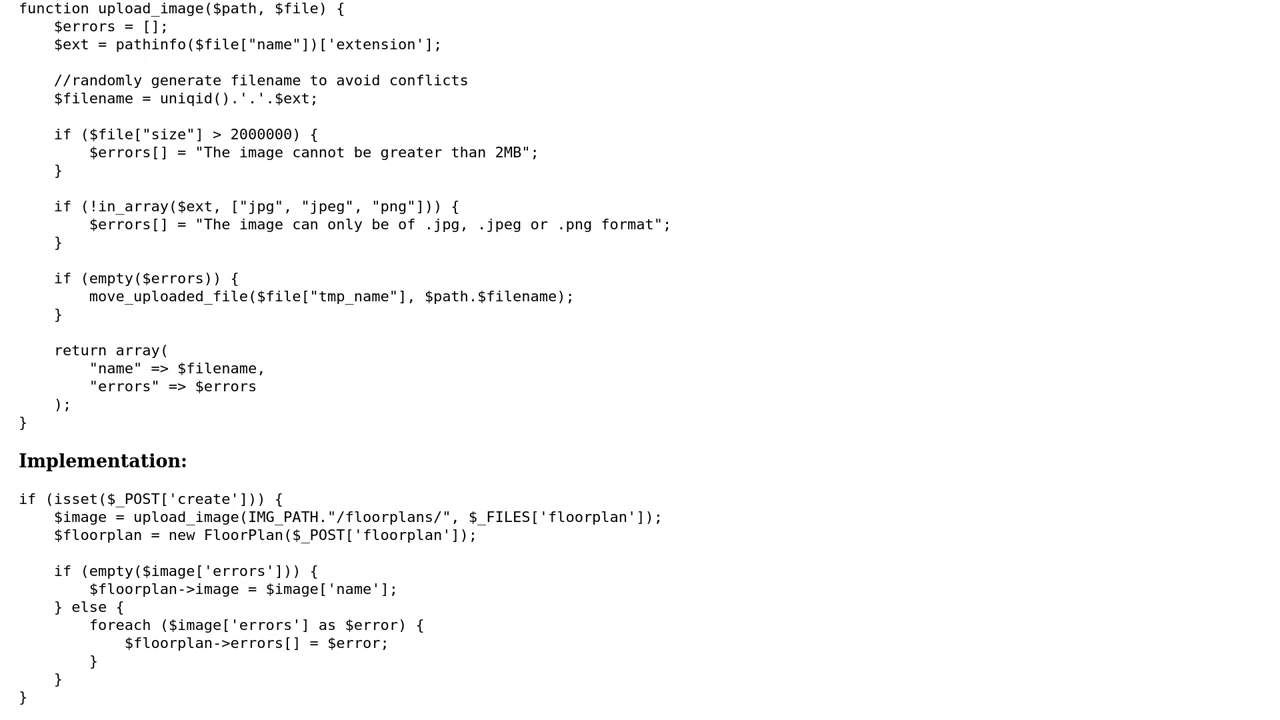 function upload_image($path, $file) {
    $errors = [];
    $ext = pathinfo($file["name"])['extension'];

    //randomly generate filename to avoid conflicts
    $filename = uniqid().'.'.$ext;

    if ($file["size"] > 2000000) {
        $errors[] = "The image cannot be greater than 2MB";
    }

    if (!in_array($ext, ["jpg", "jpeg", "png"])) {
        $errors[] = "The image can only be of .jpg, .jpeg or .png format";
    }

    if (empty($errors)) {
        move_uploaded_file($file["tmp_name"], $path.$filename);
    }

    return array(
        "name" => $filename,
        "errors" => $errors
    );
}

Implementation:

if (isset($_POST['create'])) {
    $image = upload_image(IMG_PATH."/floorplans/", $_FILES['floorplan']);
    $floorplan = new FloorPlan($_POST['floorplan']);

    if (empty($image['errors'])) {
        $floorplan->image = $image['name'];
    } else {
        foreach ($image['errors'] as $error) {
            $floorplan->errors[] = $error;
        }
    }
}